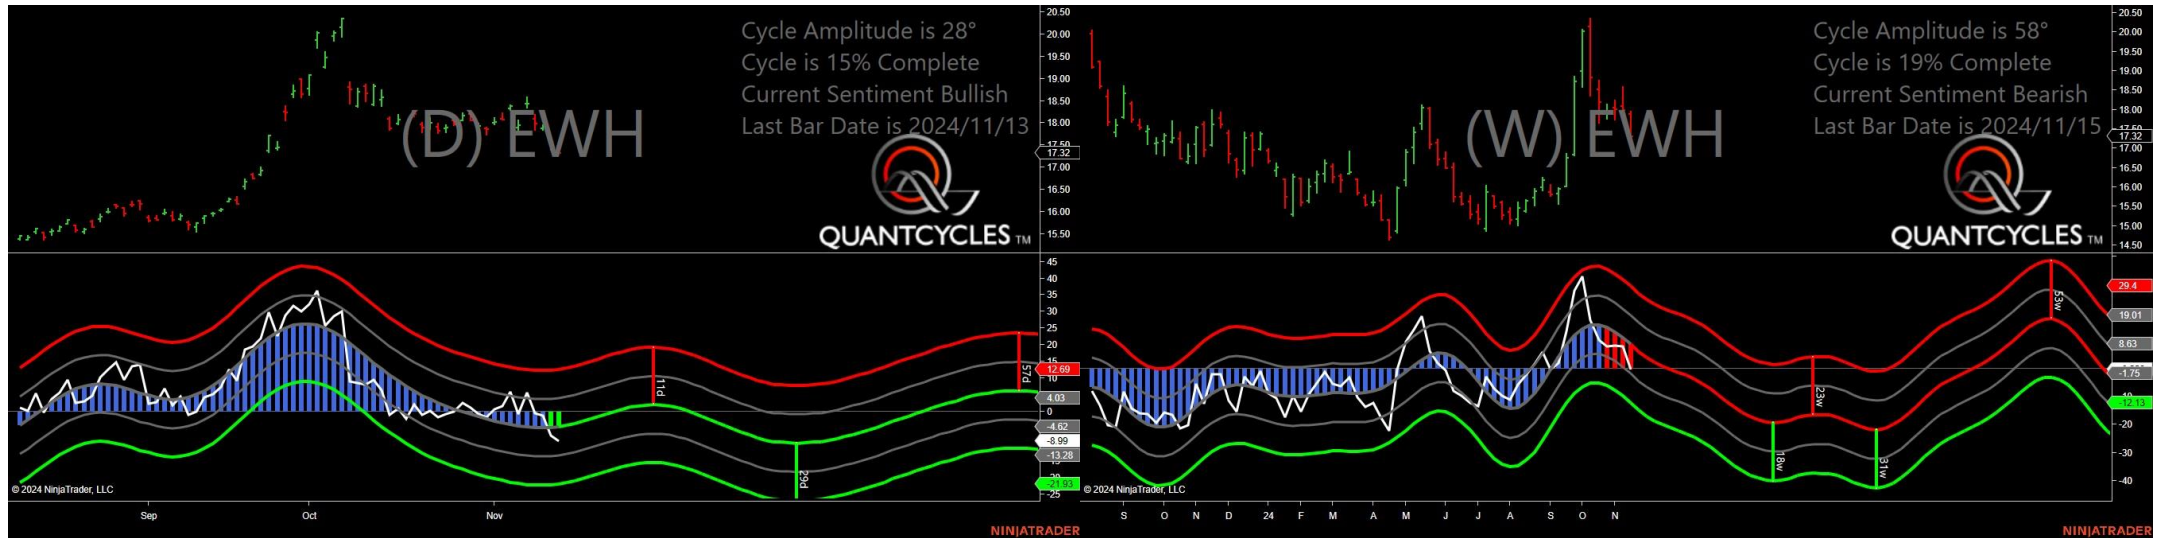 Cycle Amplitude is 28°
Cycle is 15% Complete
Current Sentiment Bullish
Last Bar Date is 2024/11/13
(D) EWH
QUANTCYCLES TM
20.50
20.00
19.50
19.00
18.50
18.00
17.50
17.32
17.00
16.50
16.00
15.50
45
40
35
30
25
20
15
12.69
10
4.03
0
-4.62
-8.99
-13.28
-21.93
-25
11d
29d
57d
© 2024 NinjaTrader, LLC
Sep
Oct
Nov
NINJATRADER
Cycle Amplitude is 58°
Cycle is 19% Complete
Current Sentiment Bearish
Last Bar Date is 2024/11/15
(W) EWH
QUANTCYCLES TM
20.50
20.00
19.50
19.00
18.50
18.00
17.32
17.00
16.50
16.00
15.50
15.00
14.50
29.4
19.01
8.63
-1.75
-12.13
-20
-30
-40
18w
23w
31w
53w
© 2024 NinjaTrader, LLC
S O N D 24 F M A M J J A S O N
NINJATRADER